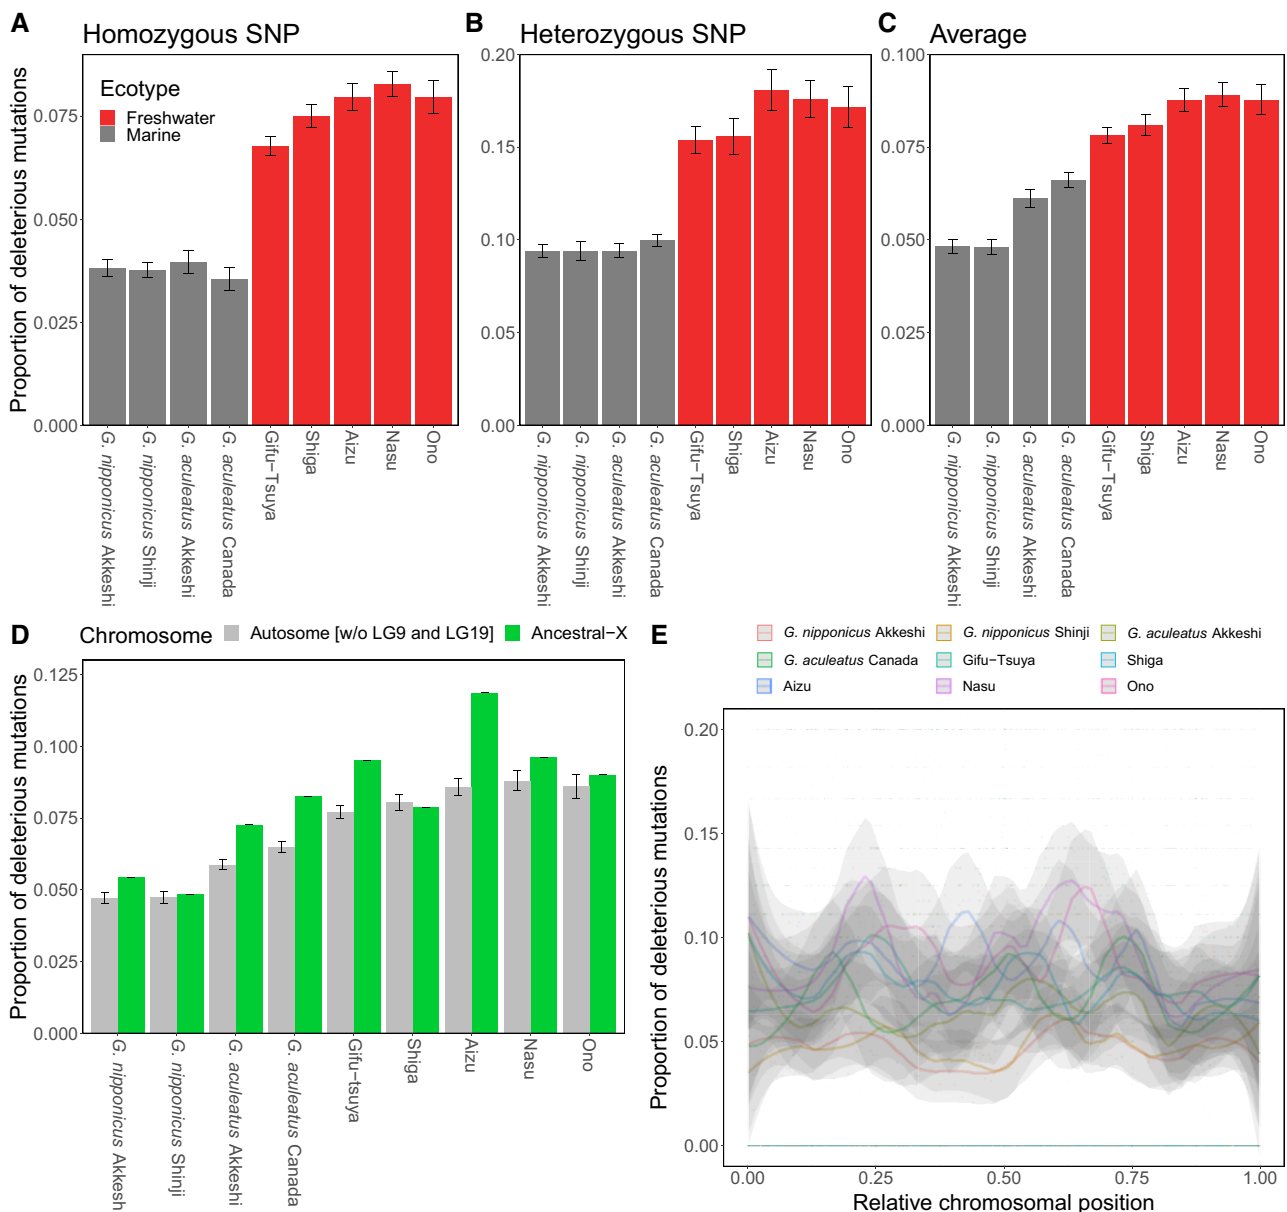 A
Homozygous SNP
Proportion of deleterious mutations
Ecotype
Freshwater
Marine
0.075
0.050
0.025
0.000
G. nipponicus Akkeshi
G. nipponicus Shinji
G. aculeatus Akkeshi
G. aculeatus Canada
Gifu-Tsuya
Shiga
Aizu
Nasu
Ono
B
Heterozygous SNP
0.20
0.15
0.10
0.05
0.00
G. nipponicus Akkeshi
G. nipponicus Shinji
G. aculeatus Akkeshi
G. aculeatus Canada
Gifu-Tsuya
Shiga
Aizu
Nasu
Ono
C
Average
0.100
0.075
0.050
0.025
0.000
G. nipponicus Akkeshi
G. nipponicus Shinji
G. aculeatus Akkeshi
G. aculeatus Canada
Gifu-Tsuya
Shiga
Aizu
Nasu
Ono
D
Chromosome
Autosome [w/o LG9 and LG19]
Ancestral-X
Proportion of deleterious mutations
0.125
0.100
0.075
0.050
0.025
0.000
G. nipponicus Akkesh
G. nipponicus Shinji
G. aculeatus Akkeshi
G. aculeatus Canada
Gifu-tsuya
Shiga
Aizu
Nasu
Ono
E
G. nipponicus Akkeshi
G. nipponicus Shinji
G. aculeatus Akkeshi
G. aculeatus Canada
Gifu-Tsuya
Shiga
Aizu
Nasu
Ono
Proportion of deleterious mutations
0.20
0.15
0.10
0.05
0.00
0.00
0.25
0.50
0.75
1.00
Relative chromosomal position